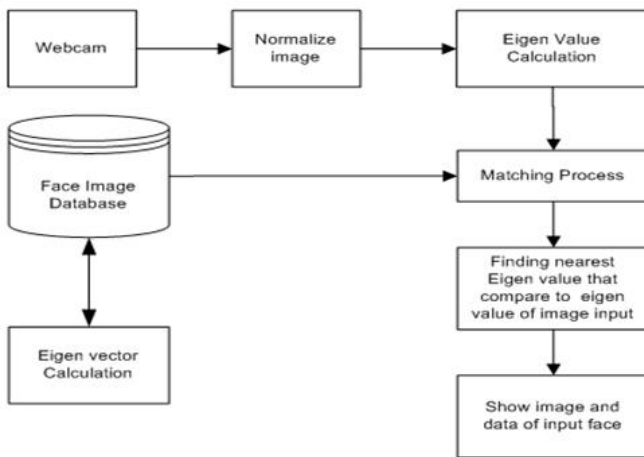 Webcam
Normalize
image
Eigen Value
Calculation
Face Image
Database
Matching Process
Finding nearest
Eigen value that
compare to eigen
value of image input
Eigen vector
Calculation
Show image and
data of input face